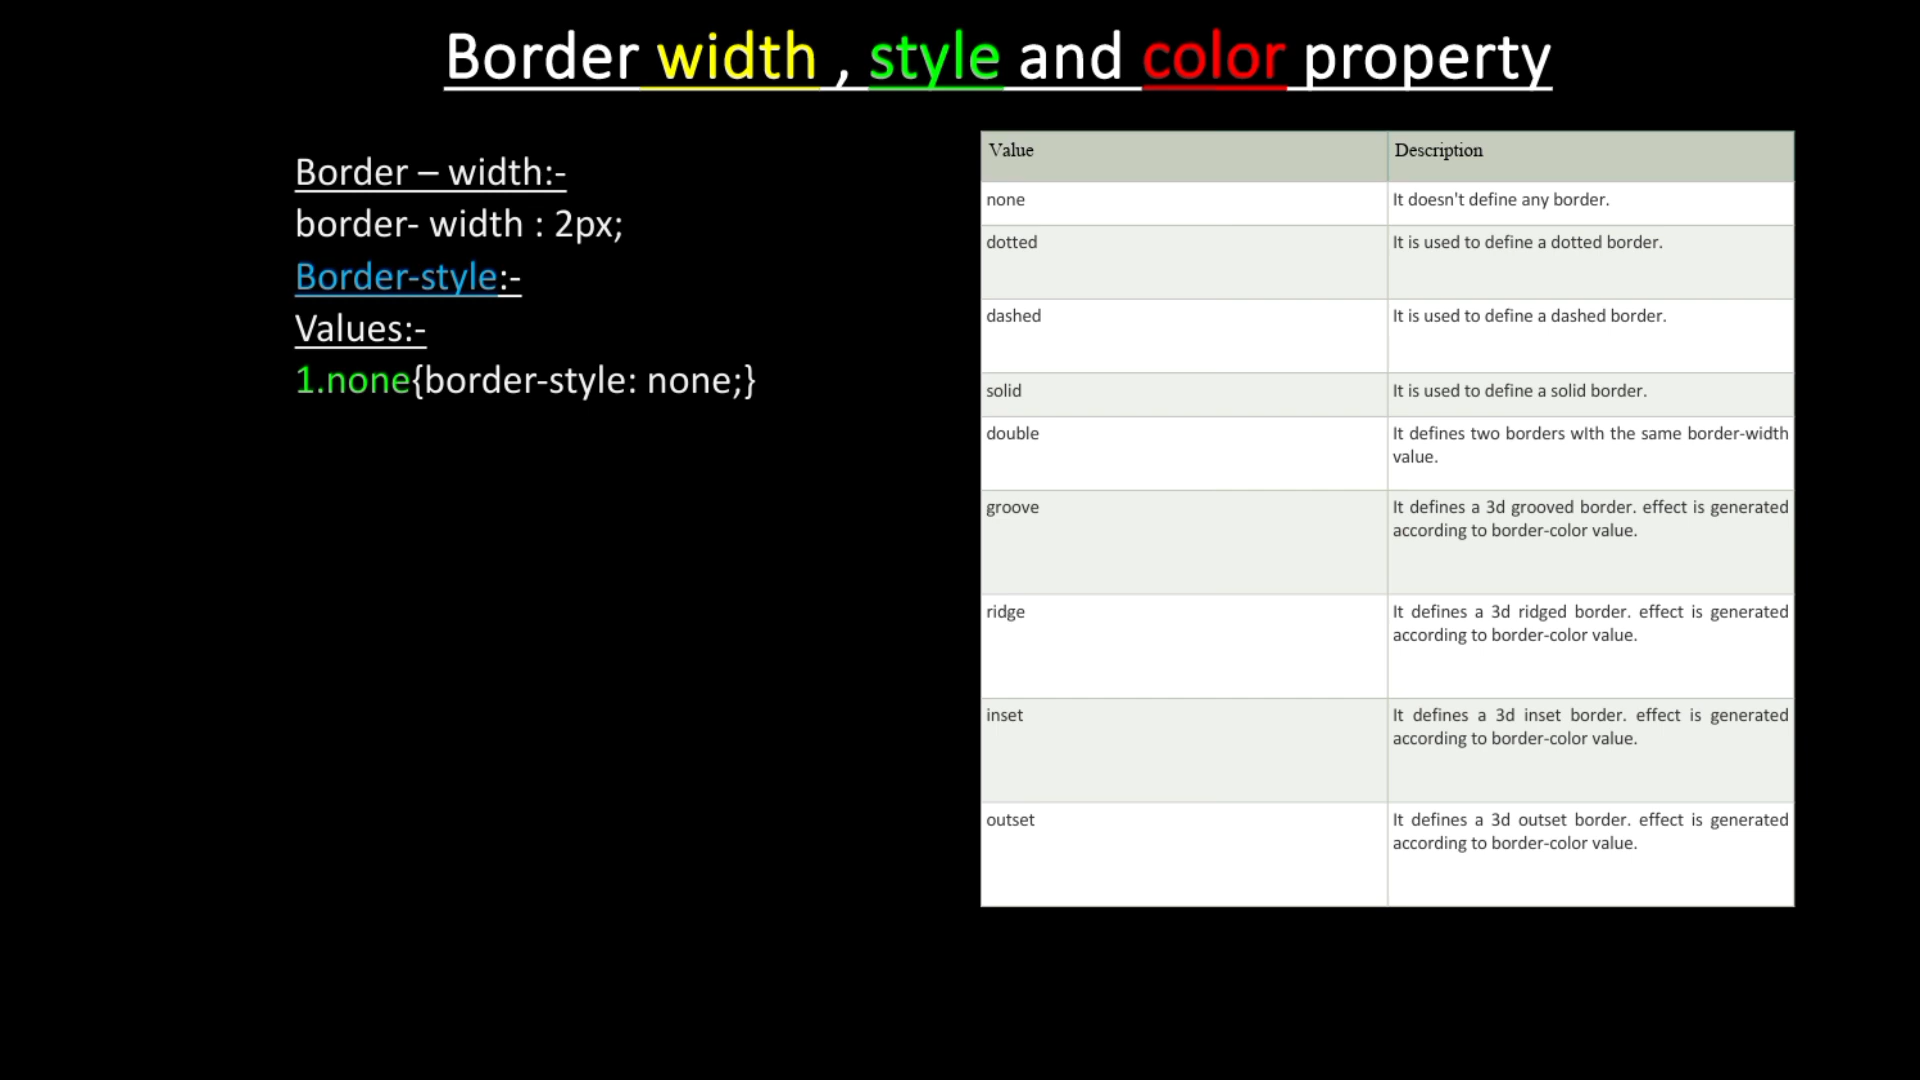 Border width , style and color property
Border – width:-
border- width : 2px;
Border-style:-
Values:-
1.none{border-style: none;}
Value Description
none It doesn't define any border.
dotted It is used to define a dotted border.
dashed It is used to define a dashed border.
solid It is used to define a solid border.
double It defines two borders wIth the same border-width
value.
groove It defines a 3d grooved border. effect is generated
according to border-color value.
ridge It defines a 3d ridged border. effect is generated
according to border-color value.
inset It defines a 3d inset border. effect is generated
according to border-color value.
outset It defines a 3d outset border. effect is generated
according to border-color value.